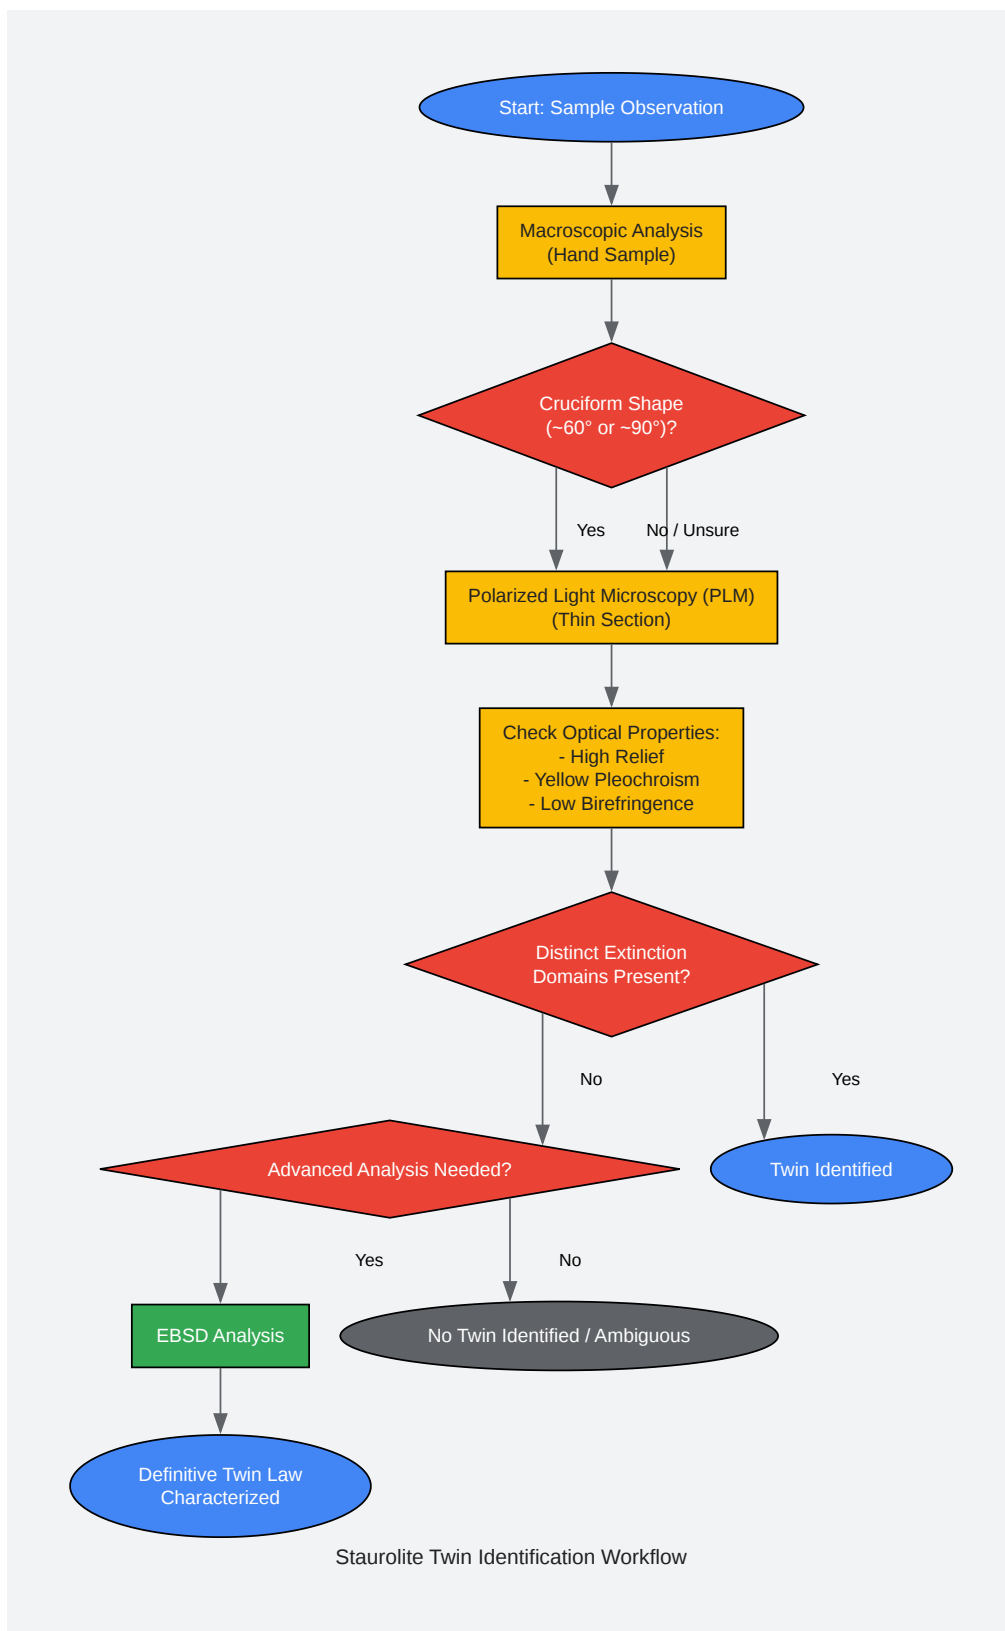 Start: Sample Observation
Macroscopic Analysis
(Hand Sample)
Cruciform Shape
(~60° or ~90°)?
Yes
No / Unsure
Polarized Light Microscopy (PLM)
(Thin Section)
Check Optical Properties:
- High Relief
- Yellow Pleochroism
- Low Birefringence
Distinct Extinction
Domains Present?
No
Yes
Advanced Analysis Needed?
Twin Identified
Yes
No
EBSD Analysis
No Twin Identified / Ambiguous
Definitive Twin Law
Characterized
Staurolite Twin Identification Workflow